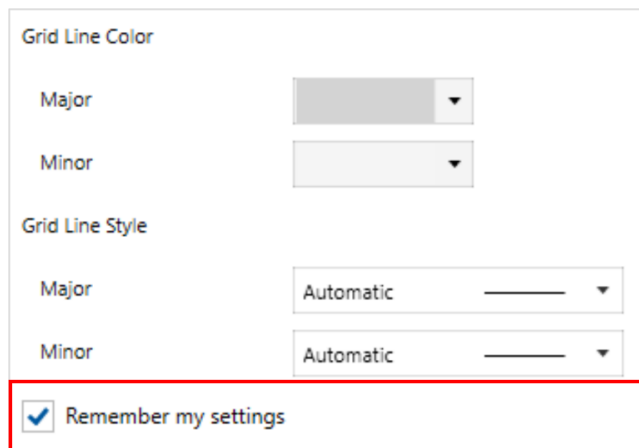 Grid Line Color
Major
Minor
Grid Line Style
Major Automatic
Minor Automatic
Remember my settings